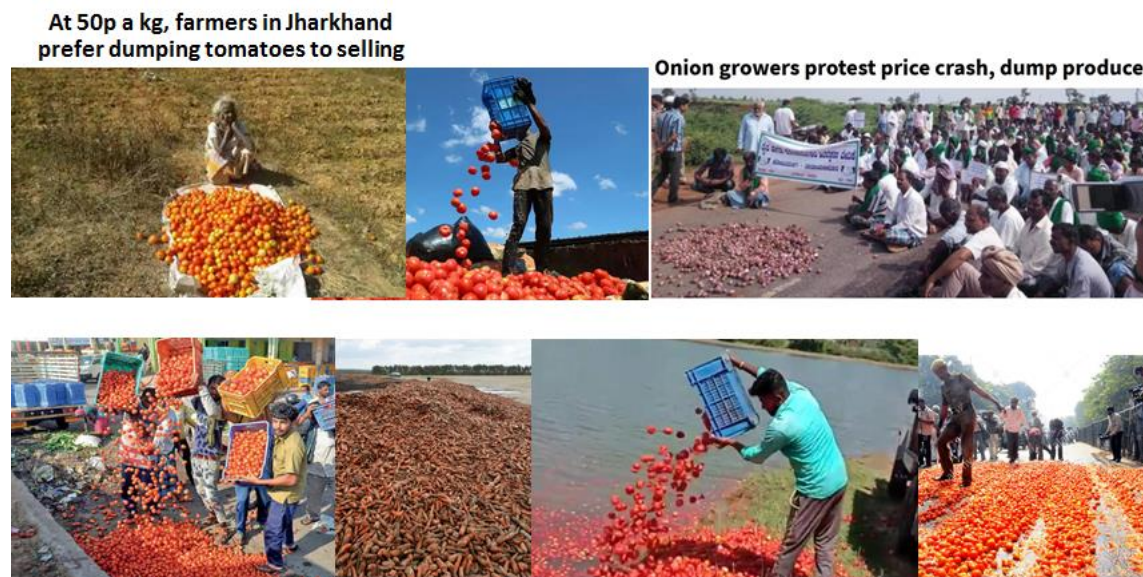 At 50p a kg, farmers in Jharkhand
prefer dumping tomatoes to selling
Onion growers protest price crash, dump produce